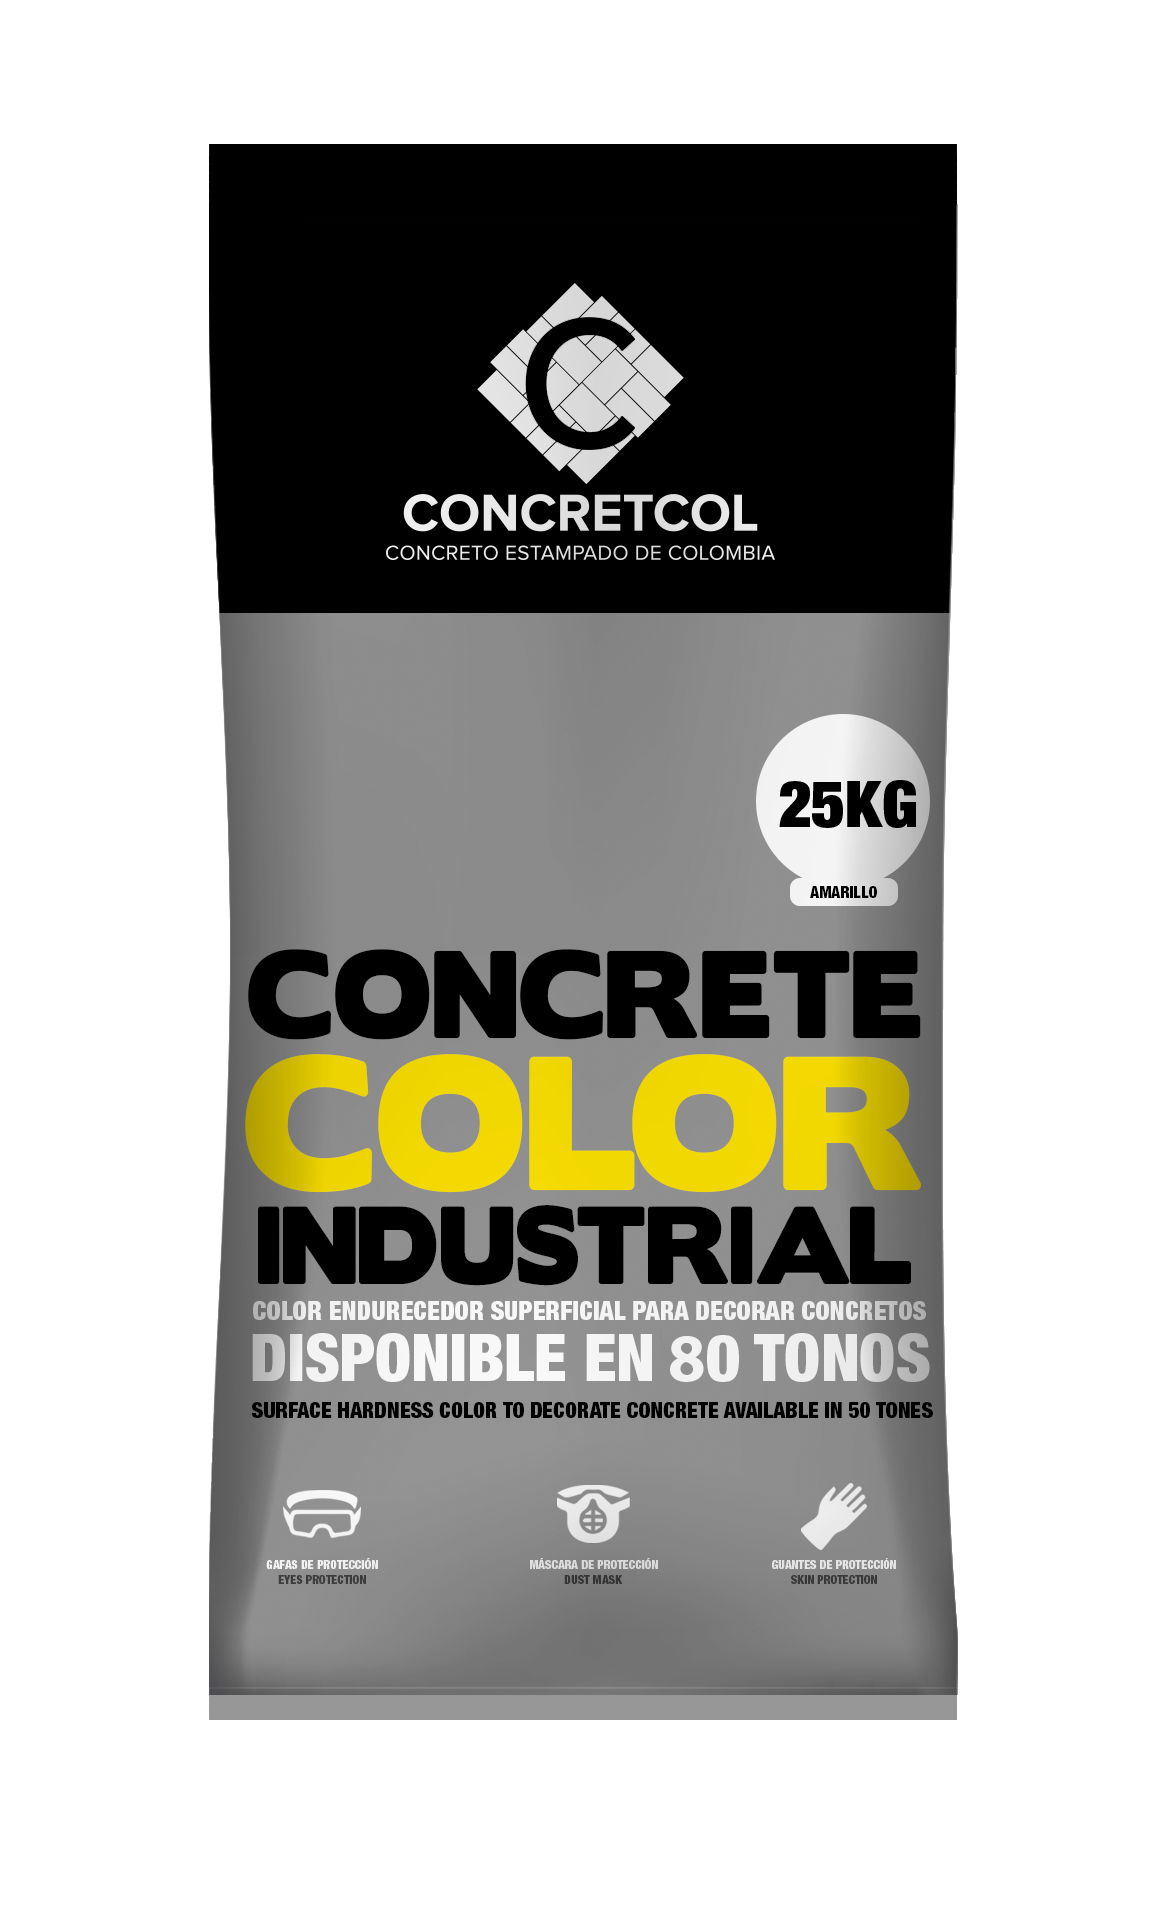 C
CONCRETCOL
CONCRETO ESTAMPADO DE COLOMBIA
25KG
AMARILLO
CONCRETE
COLOR
INDUSTRIAL
COLOR ENDURECEDOR SUPERFICIAL PARA DECORAR CONCRETOS
DISPONIBLE EN 80 TONOS
SURFACE HARDNESS COLOR TO DECORATE CONCRETE AVAILABLE IN 50 TONES
GAFAS DE PROTECCIÓN
EYES PROTECTION
MÁSCARA DE PROTECCIÓN
DUST MASK
GUANTES DE PROTECCIÓN
SKIN PROTECTION